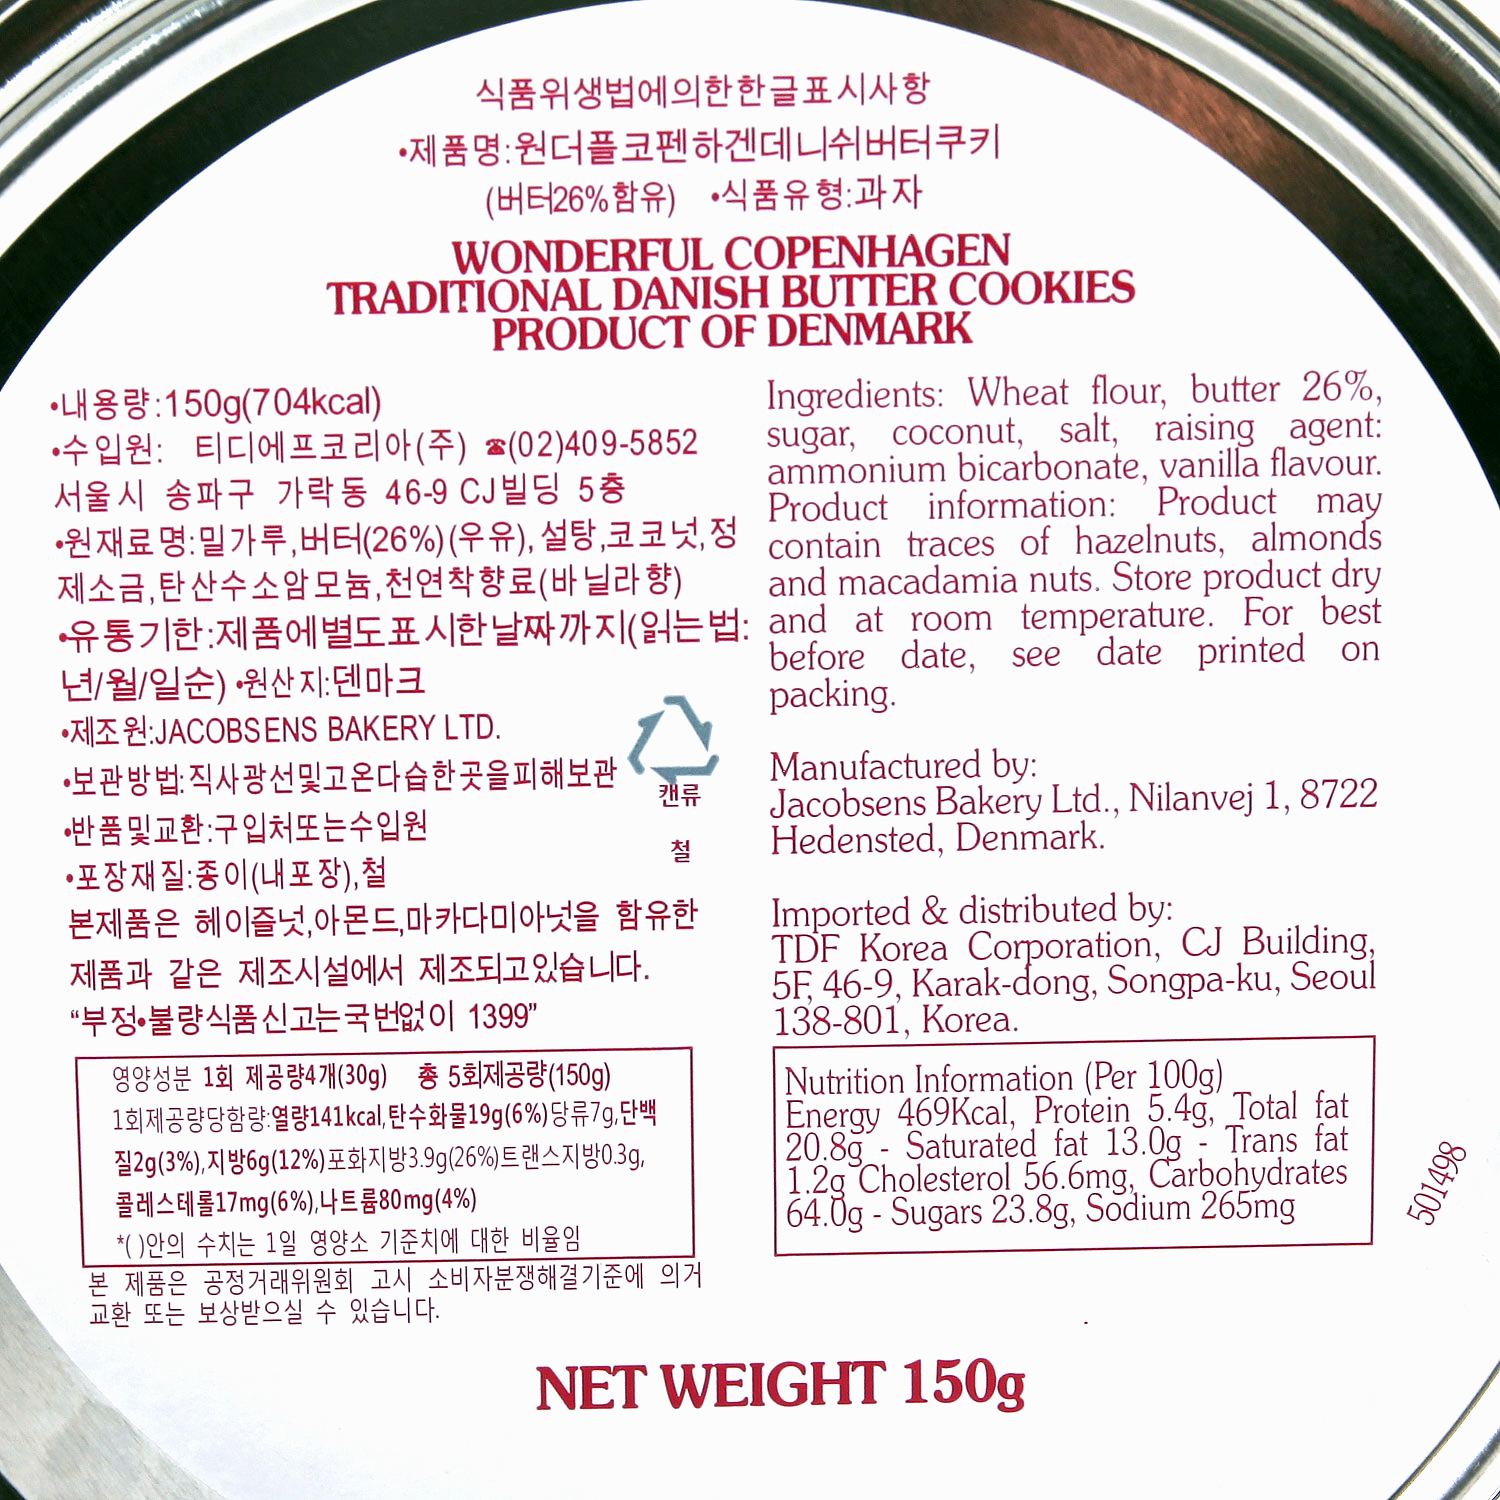 식품위생법에의한한글표시사항
•제품명:원더풀코펜하겐데니쉬버터쿠키
(버터26%함유) •식품유형:과자
WONDERFUL COPENHAGEN
TRADITIONAL DANISH BUTTER COOKIES
PRODUCT OF DENMARK
•내용량:150g(704kcal)
•수입원: 티디에프코리아(주) ☎(02)409-5852
서울시 송파구 가락동 46-9 CJ빌딩 5층
•원재료명:밀가루,버터(26%)(우유),설탕,코코넛,정
제소금,탄산수소암모늄,천연착향료(바닐라향)
•유통기한:제품에별도표시한날짜까지(읽는법:
년/월/일순) •원산지:덴마크
•제조원:JACOBSENS BAKERY LTD.
•보관방법:직사광선및고온다습한곳을피해보관
•반품및교환:구입처또는수입원
•포장재질:종이(내포장),철
캔류
철
본제품은 헤이즐넛,아몬드,마카다미아넛을 함유한
제품과 같은 제조시설에서 제조되고있습니다.
“부정•불량식품신고는국번없이 1399”
영양성분 1회 제공량4개(30g) 총 5회제공량(150g)
1회제공량당함량:열량141kcal,탄수화물19g(6%)당류7g,단백
질2g(3%),지방6g(12%)포화지방3.9g(26%)트랜스지방0.3g,
콜레스테롤17mg(6%),나트륨80mg(4%)
*( )안의 수치는 1일 영양소 기준치에 대한 비율임
본 제품은 공정거래위원회 고시 소비자분쟁해결기준에 의거
교환 또는 보상받으실 수 있습니다.
Ingredients: Wheat flour, butter 26%,
sugar, coconut, salt, raising agent:
ammonium bicarbonate, vanilla flavour.
Product information: Product may
contain traces of hazelnuts, almonds
and macadamia nuts. Store product dry
and at room temperature. For best
before date, see date printed on
packing.
Manufactured by:
Jacobsens Bakery Ltd., Nilanvej 1, 8722
Hedensted, Denmark.
Imported & distributed by:
TDF Korea Corporation, CJ Building,
5F, 46-9, Karak-dong, Songpa-ku, Seoul
138-801, Korea.
Nutrition Information (Per 100g)
Energy 469Kcal, Protein 5.4g, Total fat
20.8g - Saturated fat 13.0g - Trans fat
1.2g Cholesterol 56.6mg, Carbohydrates
64.0g - Sugars 23.8g, Sodium 265mg
501498
NET WEIGHT 150g